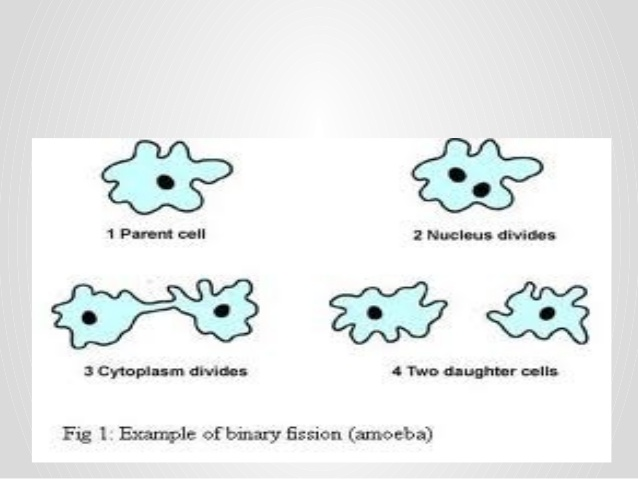 1 Parent cell
2 Nucleus divides
3 Cytoplasm divides
4 Two daughter cells
Fig 1: Example of binary fission (amoeba)